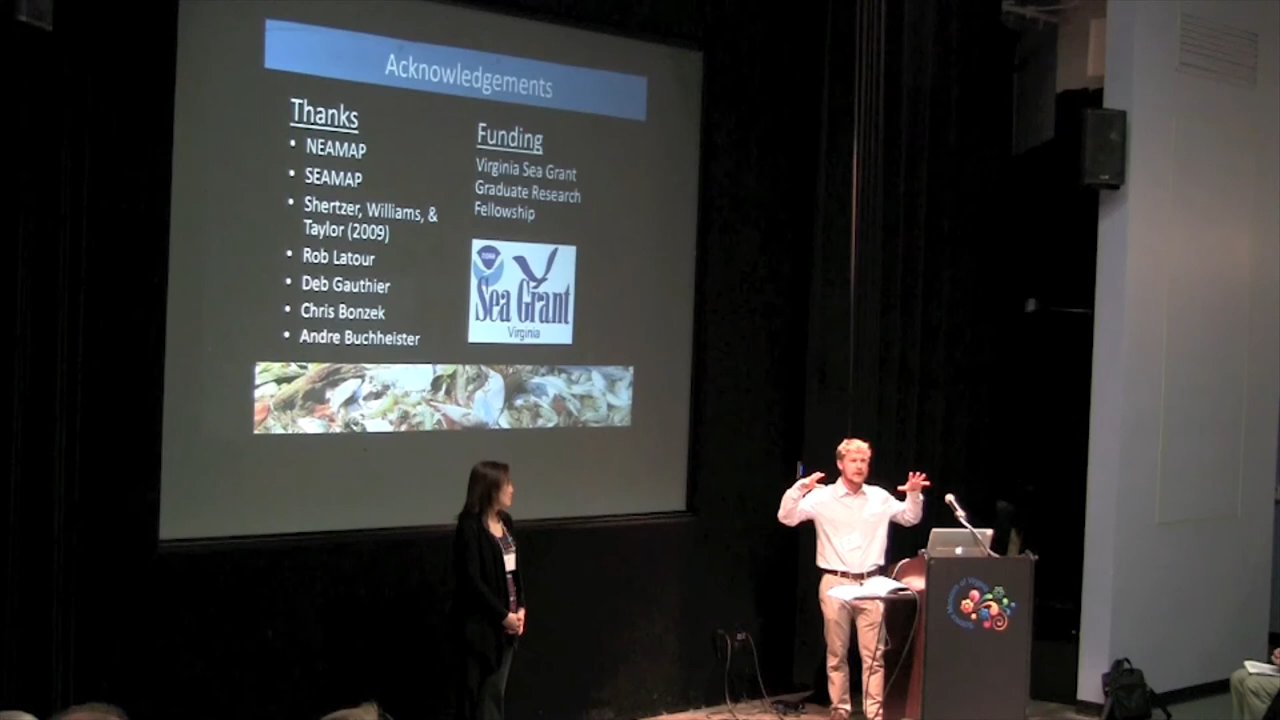 Acknowledgements
Thanks
• NEAMAP
• SEAMAP
• Shertzer, Williams, &
Taylor (2009)
• Rob Latour
• Deb Gauthier
• Chris Bonzek
• Andre Buchheister
Funding
Virginia Sea Grant
Graduate Research
Fellowship
NOAA
Sea Grant
Virginia